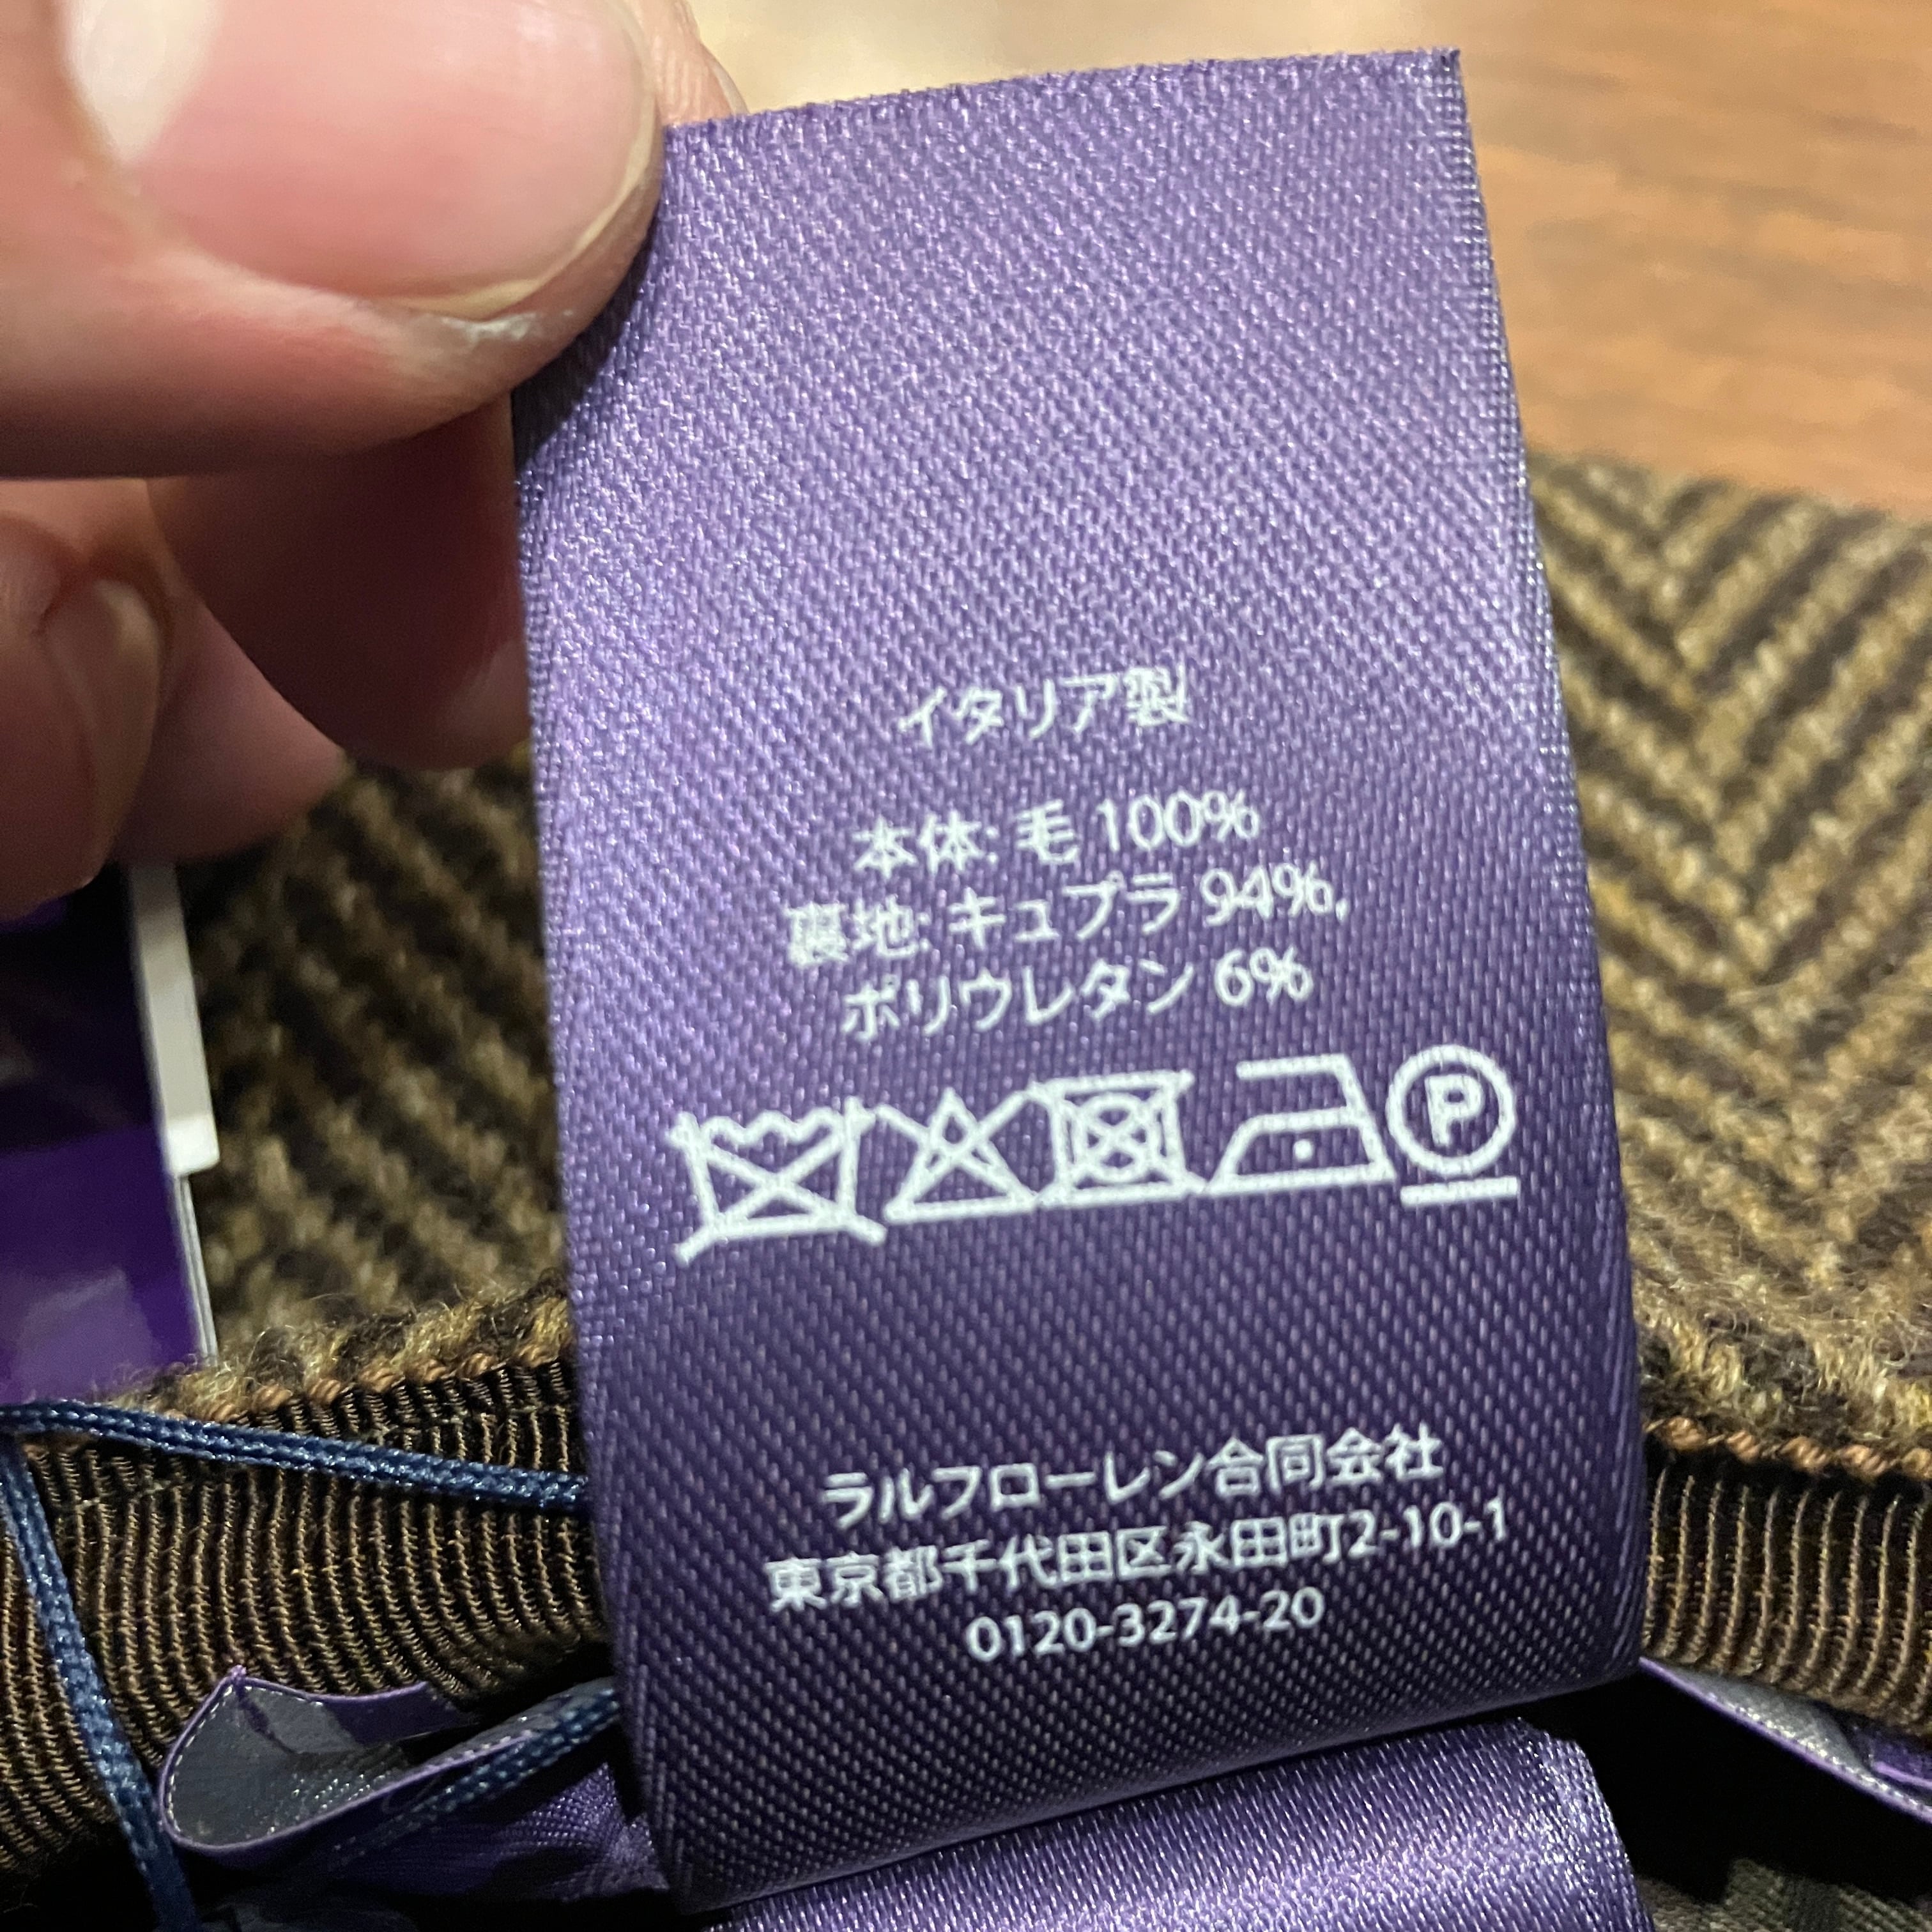 イタリア製
本体: 毛 100%
裏地: キュプラ 94%,
ポリウレタン 6%
P
ラルフローレン合同会社
東京都千代田区永田町2-10-1
0120-3274-20